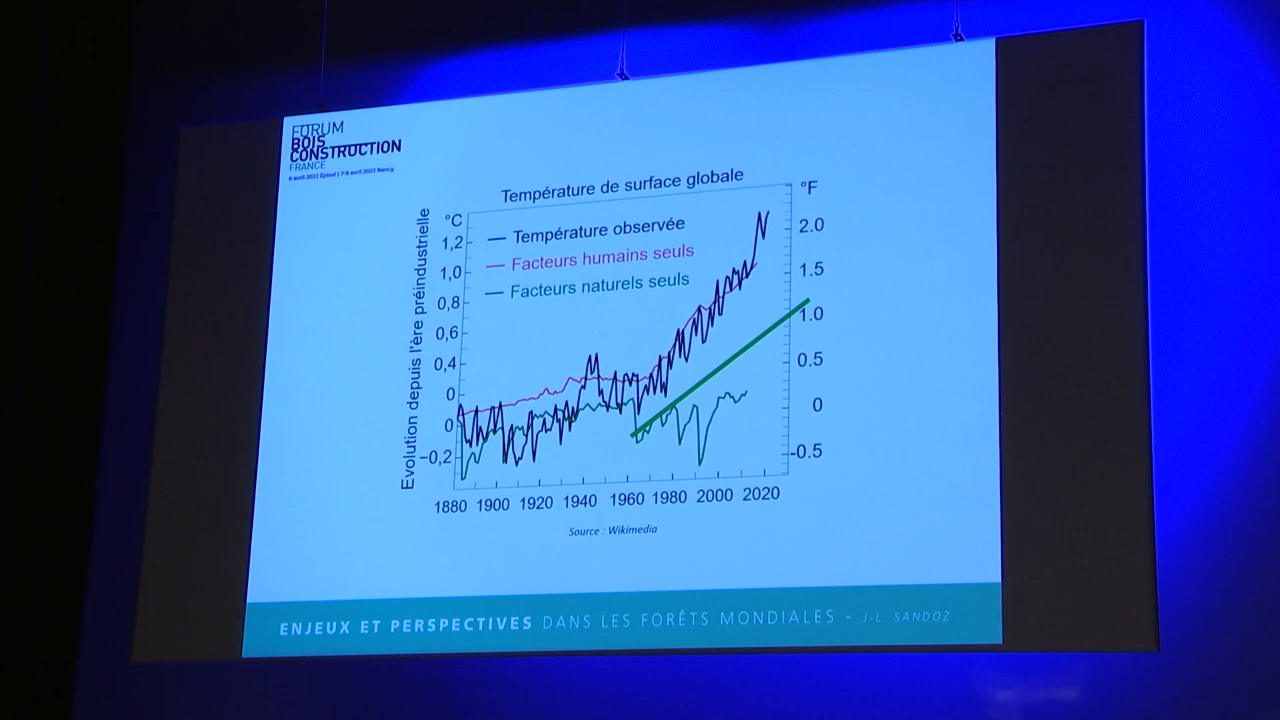 FORUM
BOIS
CONSTRUCTION
FRANCE
6 avril 2022 Épinal | 7-8 avril 2022 Nancy
Température de surface globale
°C
°F
Evolution depuis l'ère préindustrielle
Température observée
Facteurs humains seuls
Facteurs naturels seuls
1,2
1,0
0,8
0,6
0,4
0
0
−0,2
2.0
1.5
1.0
0.5
0
-0.5
1880 1900 1920 1940 1960 1980 2000 2020
Source : Wikimedia
ENJEUX ET PERSPECTIVES DANS LES FORÊTS MONDIALES - J-L. SANDOZ